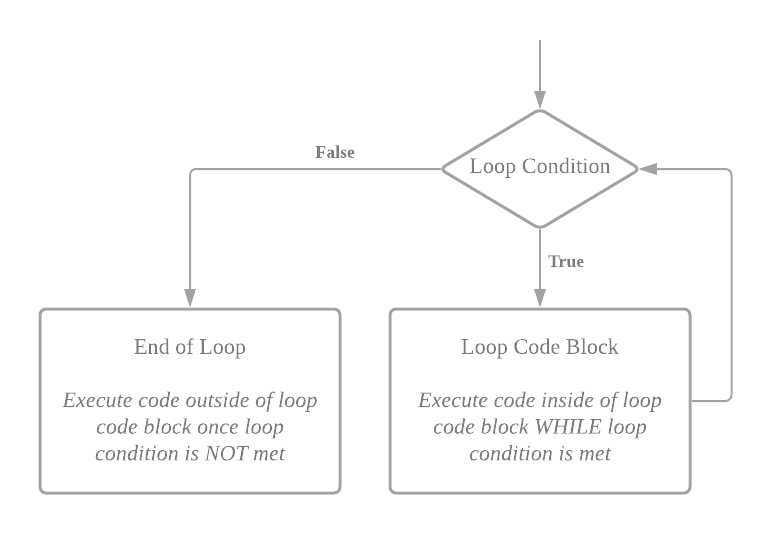 False
Loop Condition
True
End of Loop
Execute code outside of loop
code block once loop
condition is NOT met
Loop Code Block
Execute code inside of loop
code block WHILE loop
condition is met